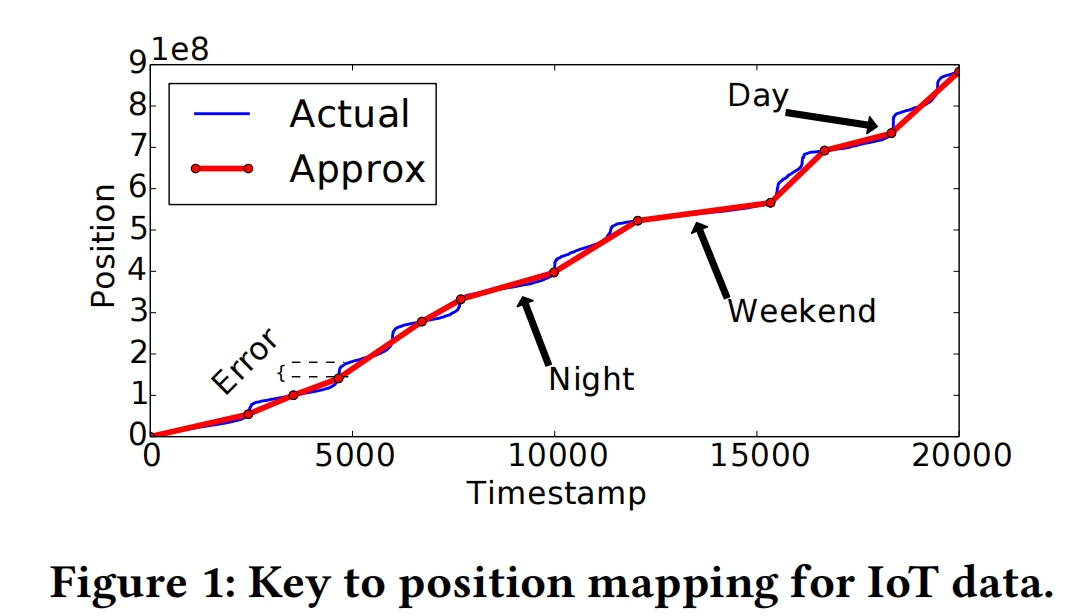 1e8
9
8
7
6
5
4
3
2
1
0
Position
Actual
Approx
Day
Weekend
Night
Error
{
0 5000 10000 15000 20000
Timestamp
Figure 1: Key to position mapping for IoT data.